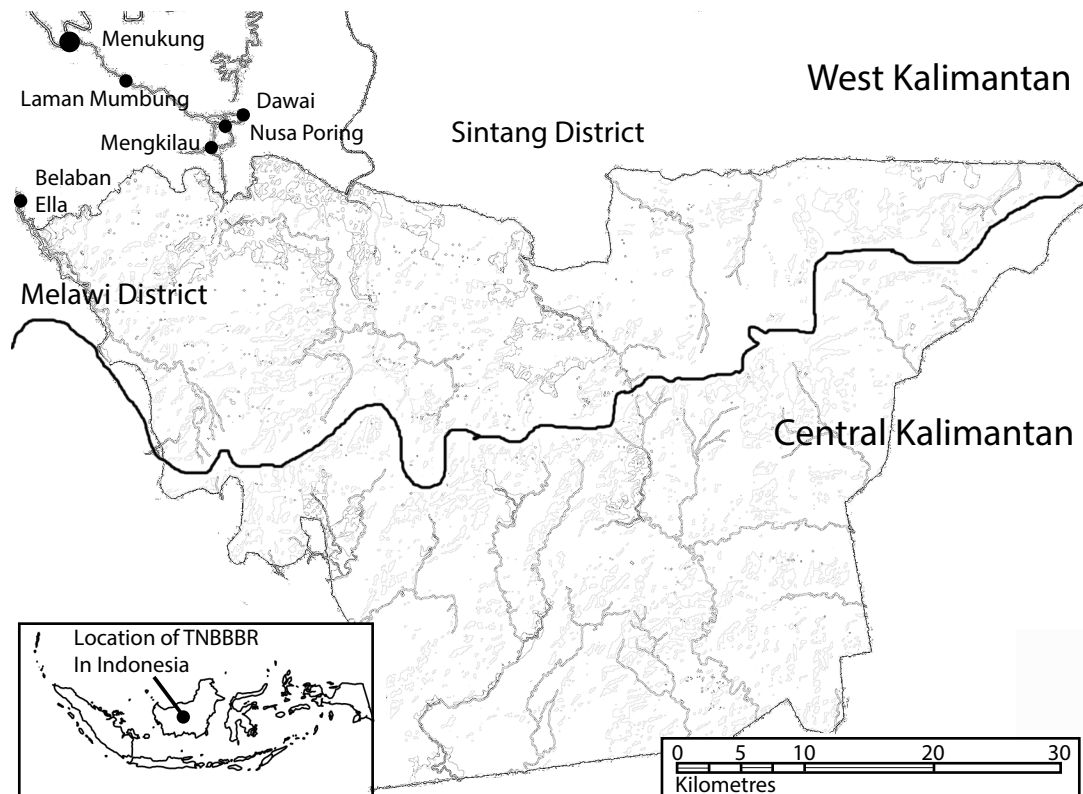 Menukung
West Kalimantan
Laman Mumbung
Dawai
Sintang District
Nusa Poring
Mengkilau
Belaban
Ella
Melawi District
Central Kalimantan
Location of TNBBBR
In Indonesia
0 5 10 20 30
Kilometres